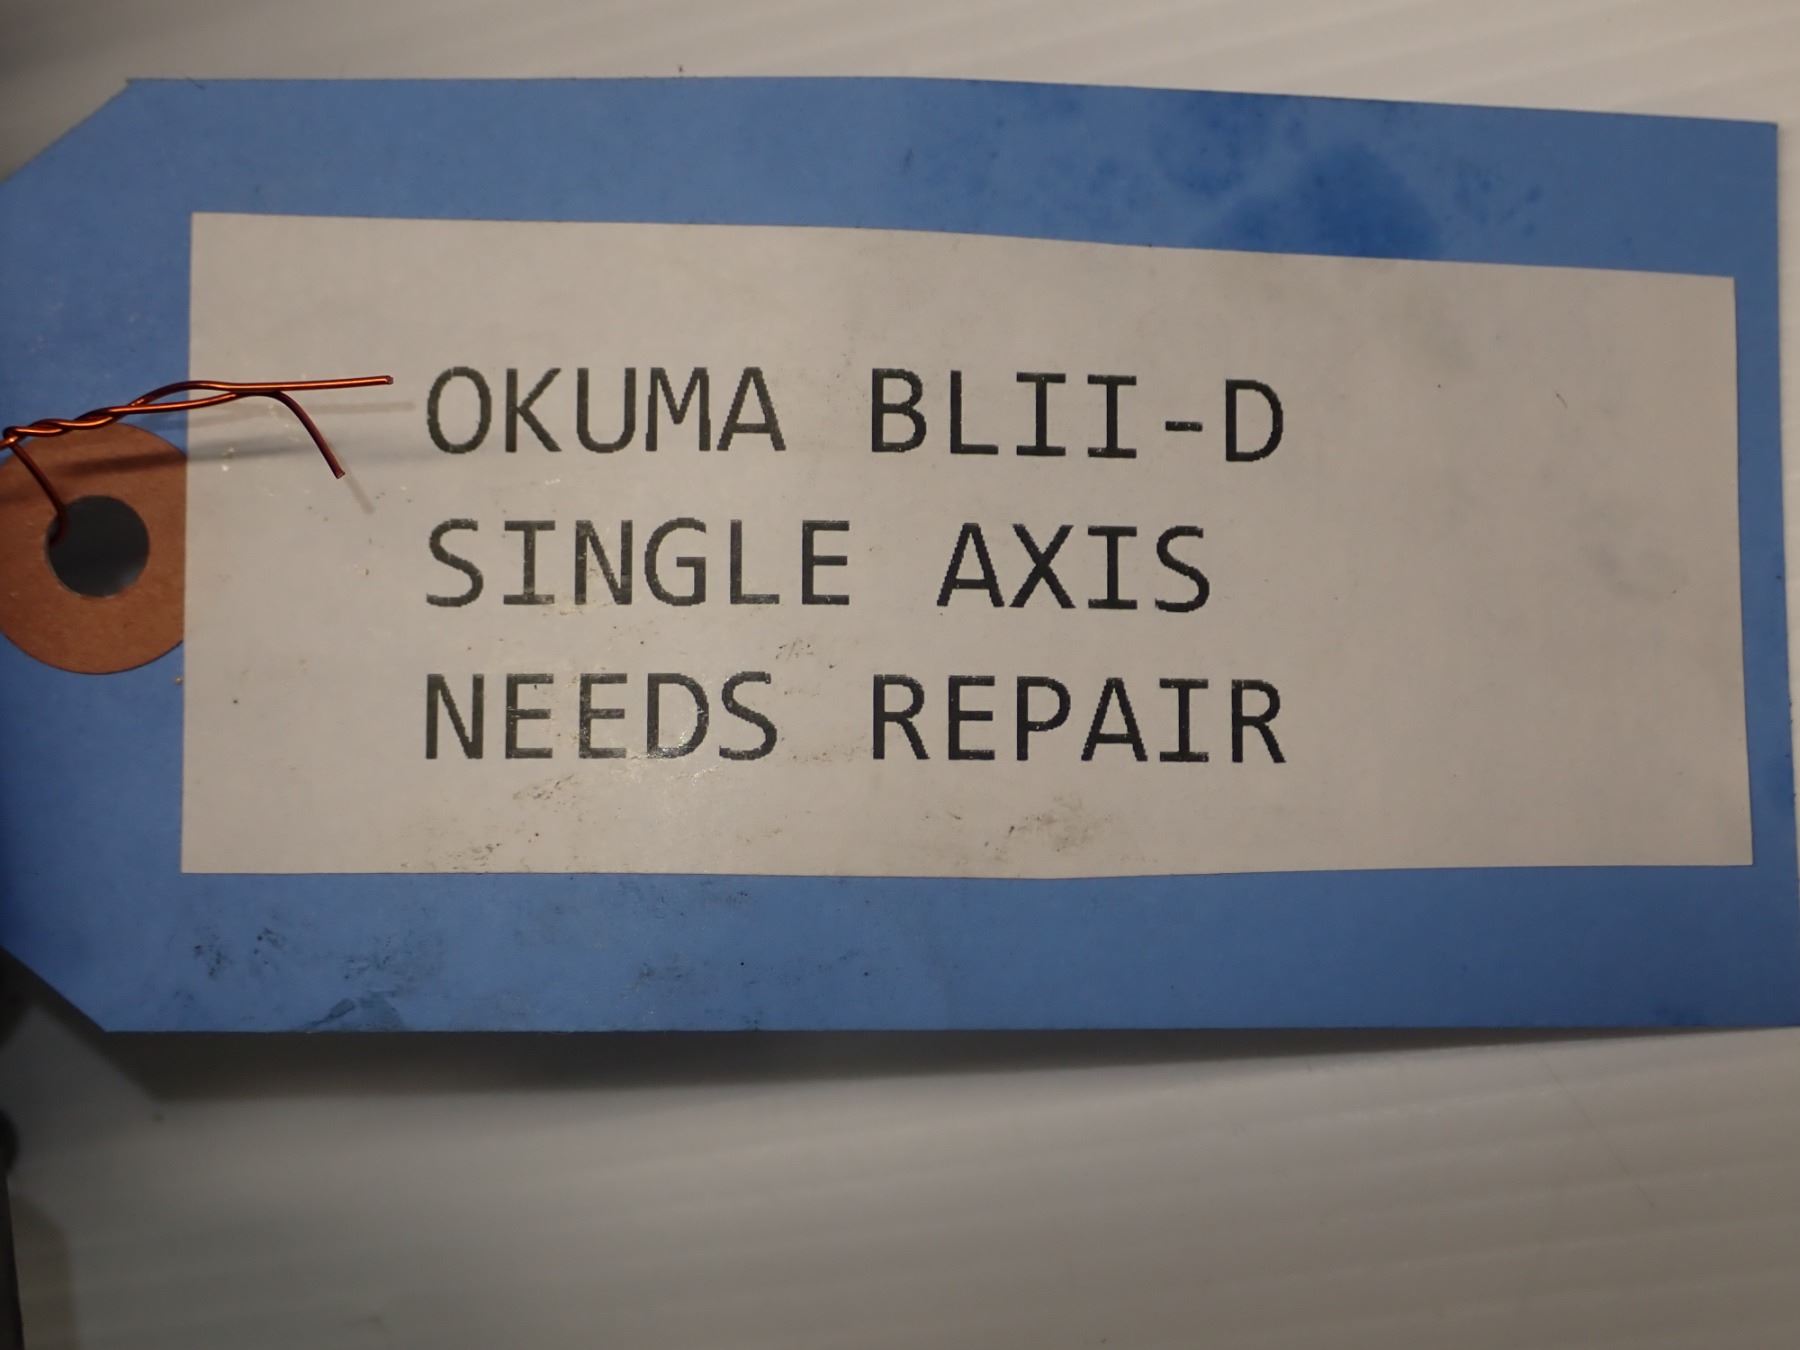 OKUMA BLII-D
SINGLE AXIS
NEEDS REPAIR